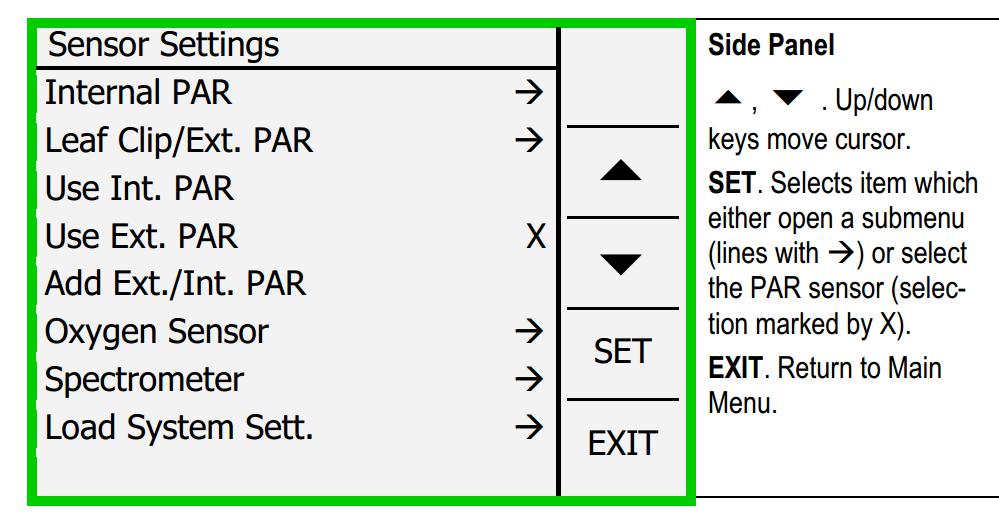 Sensor Settings
Internal PAR →
Leaf Clip/Ext. PAR →
Use Int. PAR
Use Ext. PAR X
Add Ext./Int. PAR
Oxygen Sensor →
Spectrometer →
Load System Sett. →
▲
▼
SET
EXIT
Side Panel
▲ , ▼ . Up/down
keys move cursor.
SET. Selects item which
either open a submenu
(lines with →) or select
the PAR sensor (selec-
tion marked by X).
EXIT. Return to Main
Menu.